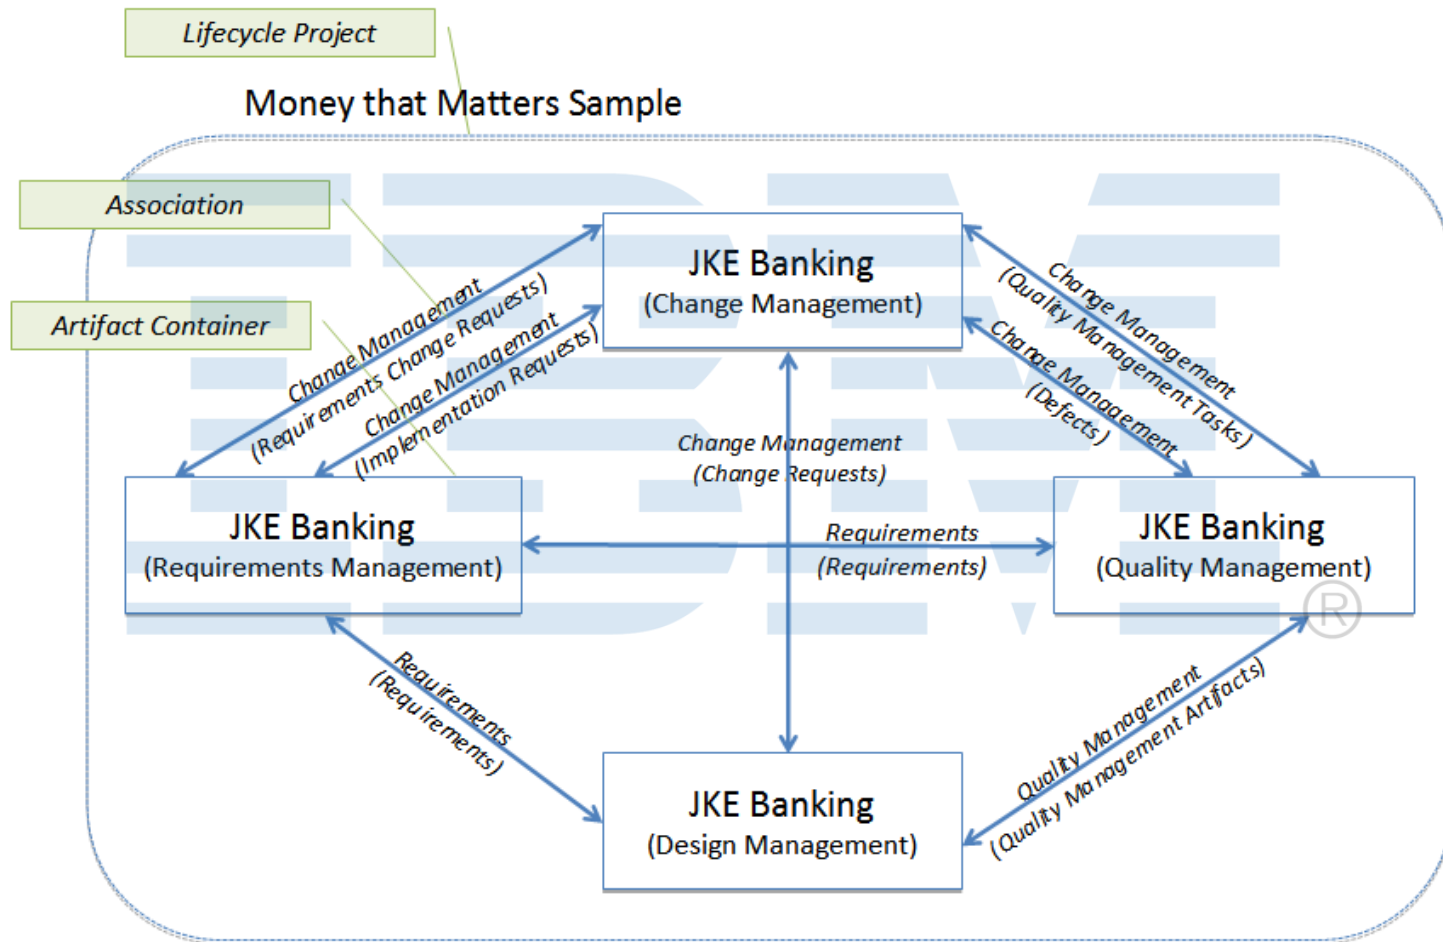 Lifecycle Project
Money that Matters Sample
Association
Artifact Container
JKE Banking
(Change Management)
Change Management
(Requirements Change Requests)
Change Management
(Implementation Requests)
Change Management
(Quality Management Tasks)
Change Management
(Defects)
Change Management
(Change Requests)
JKE Banking
(Requirements Management)
Requirements
(Requirements)
JKE Banking
(Quality Management)
Requirements
(Requirements)
Quality Management
(Quality Management Artifacts)
JKE Banking
(Design Management)
IBM
®